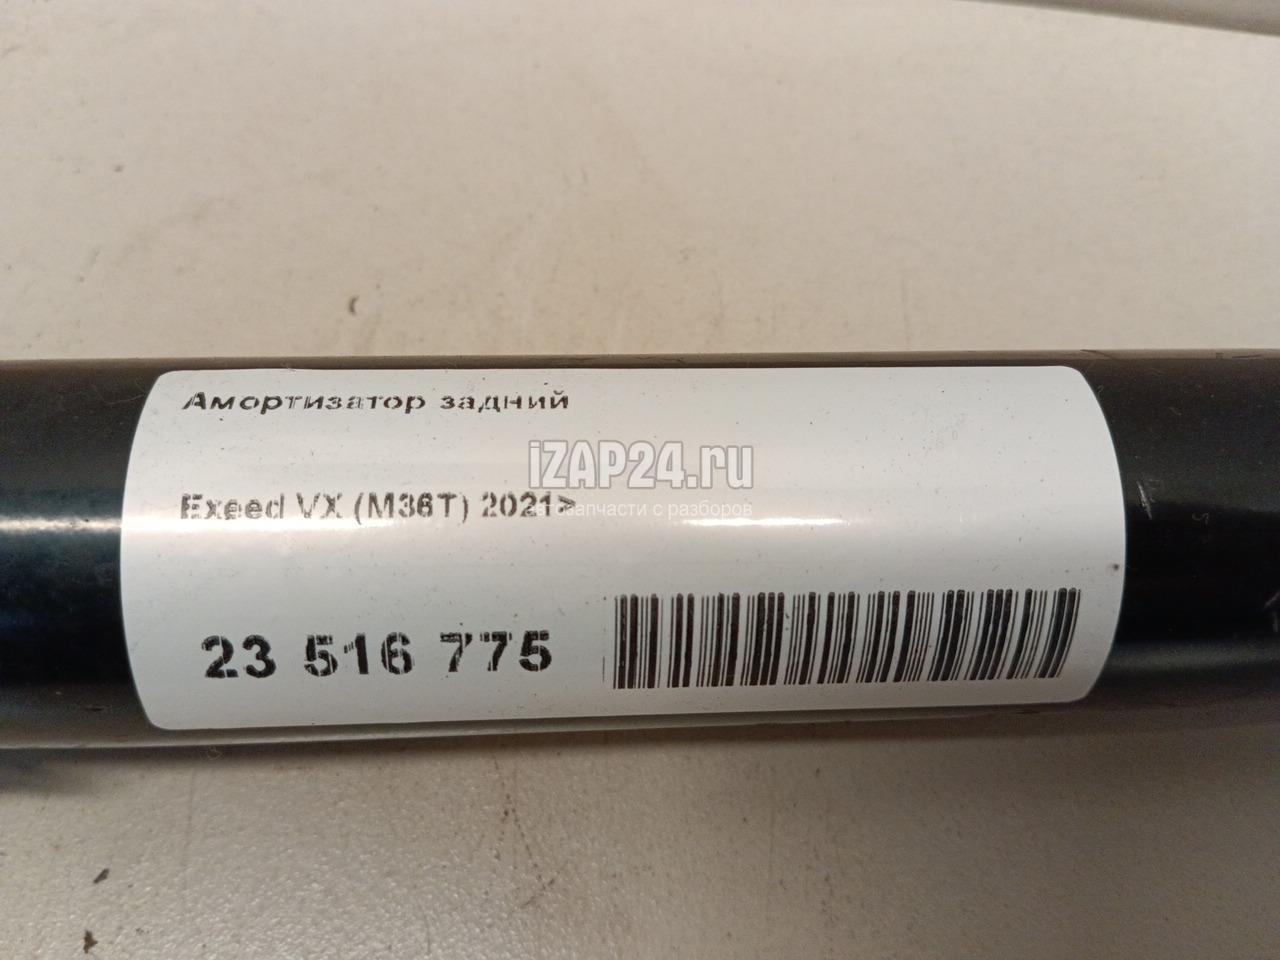 Амортизатор задний
iZAP24.ru
Exeed VX (M36T) 2021>
автозапчасти с разборов
23 516 775